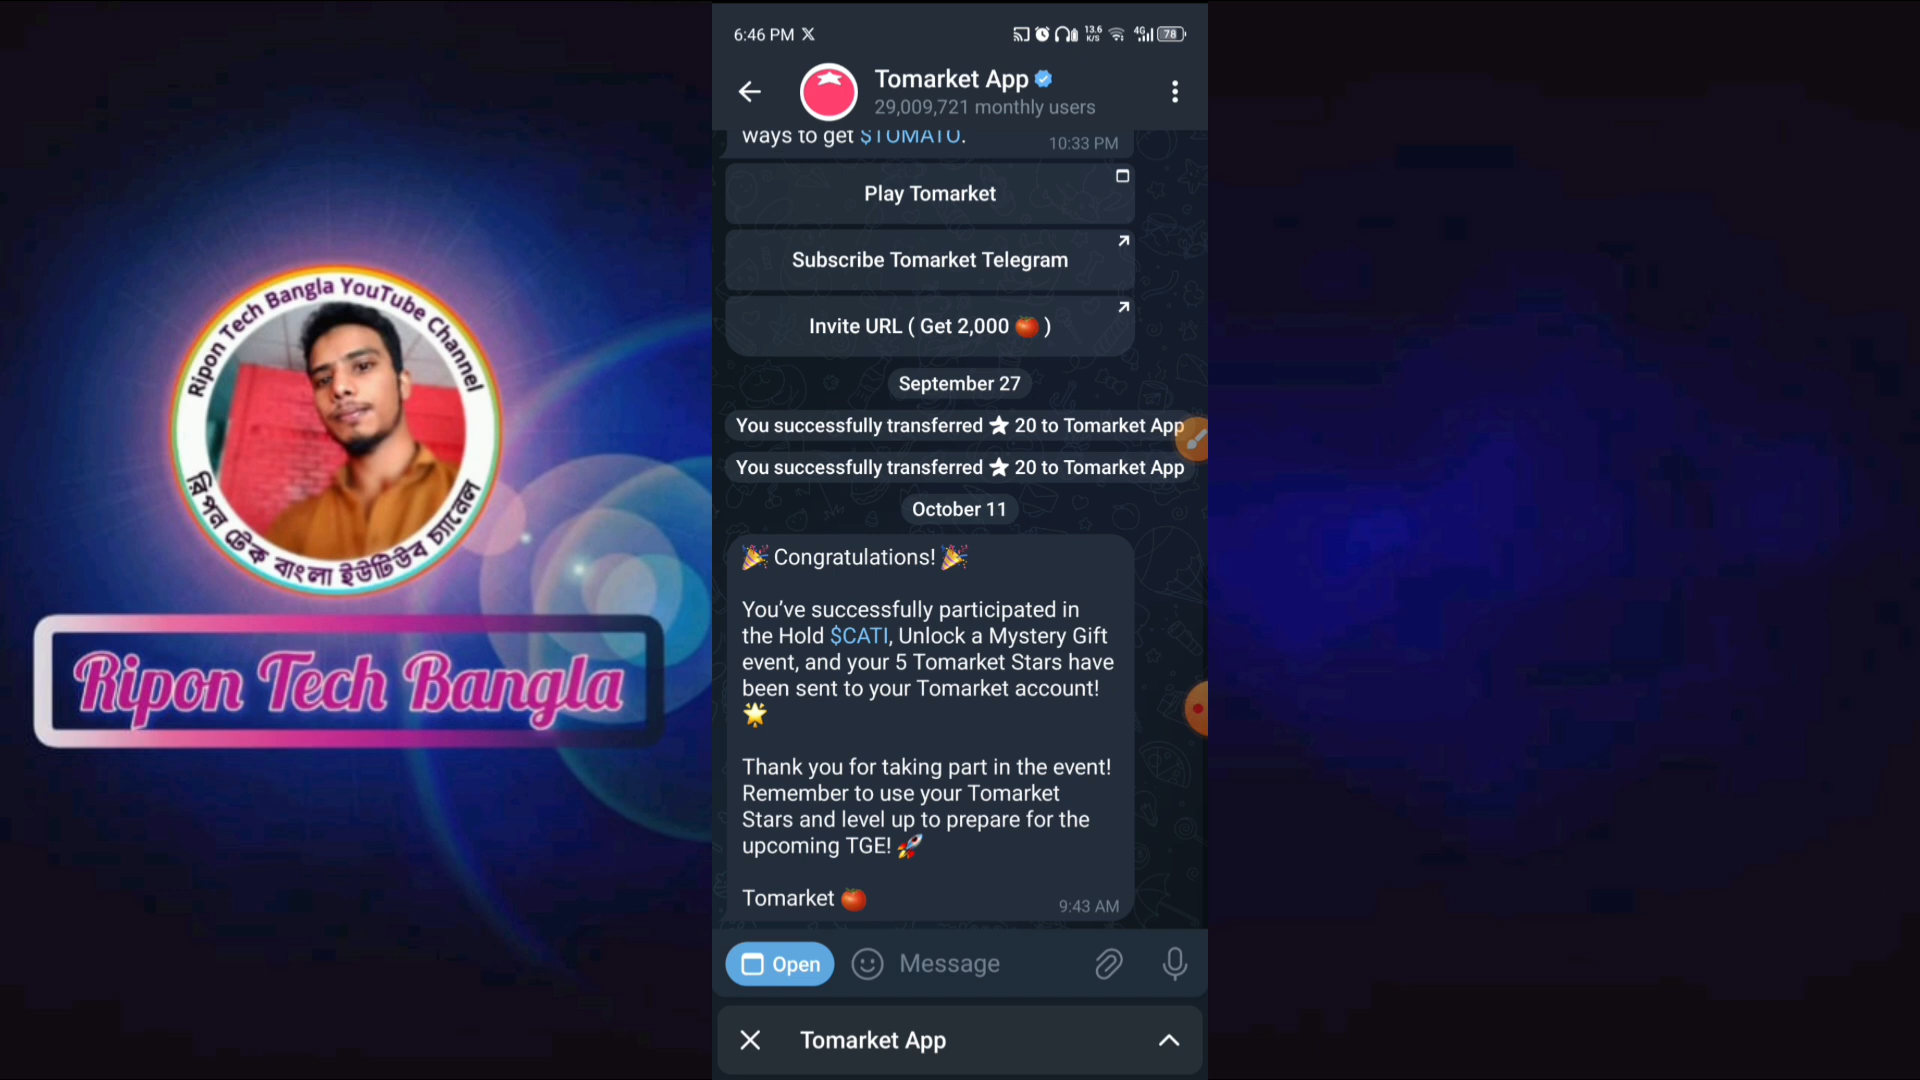 Ripon Tech Bangla YouTube Channel
রিপন টেক বাংলা ইউটিউব চ্যানেল
Ripon Tech Bangla
6:46 PM X
13.6 K/S 4G 78
Tomarket App
29,009,721 monthly users
ways to get $TOMATO.
10:33 PM
Play Tomarket
Subscribe Tomarket Telegram
Invite URL ( Get 2,000 🍅 )
September 27
You successfully transferred ★ 20 to Tomarket App
You successfully transferred ★ 20 to Tomarket App
October 11
🎉 Congratulations! 🎉
You’ve successfully participated in
the Hold $CATI, Unlock a Mystery Gift
event, and your 5 Tomarket Stars have
been sent to your Tomarket account!
🌟
Thank you for taking part in the event!
Remember to use your Tomarket
Stars and level up to prepare for the
upcoming TGE! 🚀
Tomarket 🍅
9:43 AM
Open
Message
Tomarket App